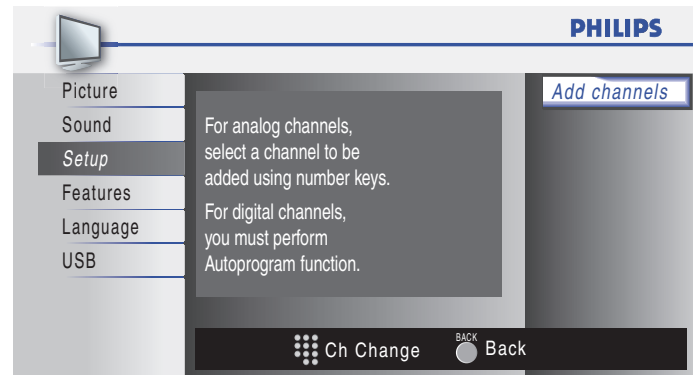 PHILIPS
Picture
Sound
Setup
Features
Language
USB
For analog channels,
select a channel to be
added using number keys.
For digital channels,
you must perform
Autoprogram function.
Add channels
Ch Change
BACK
Back